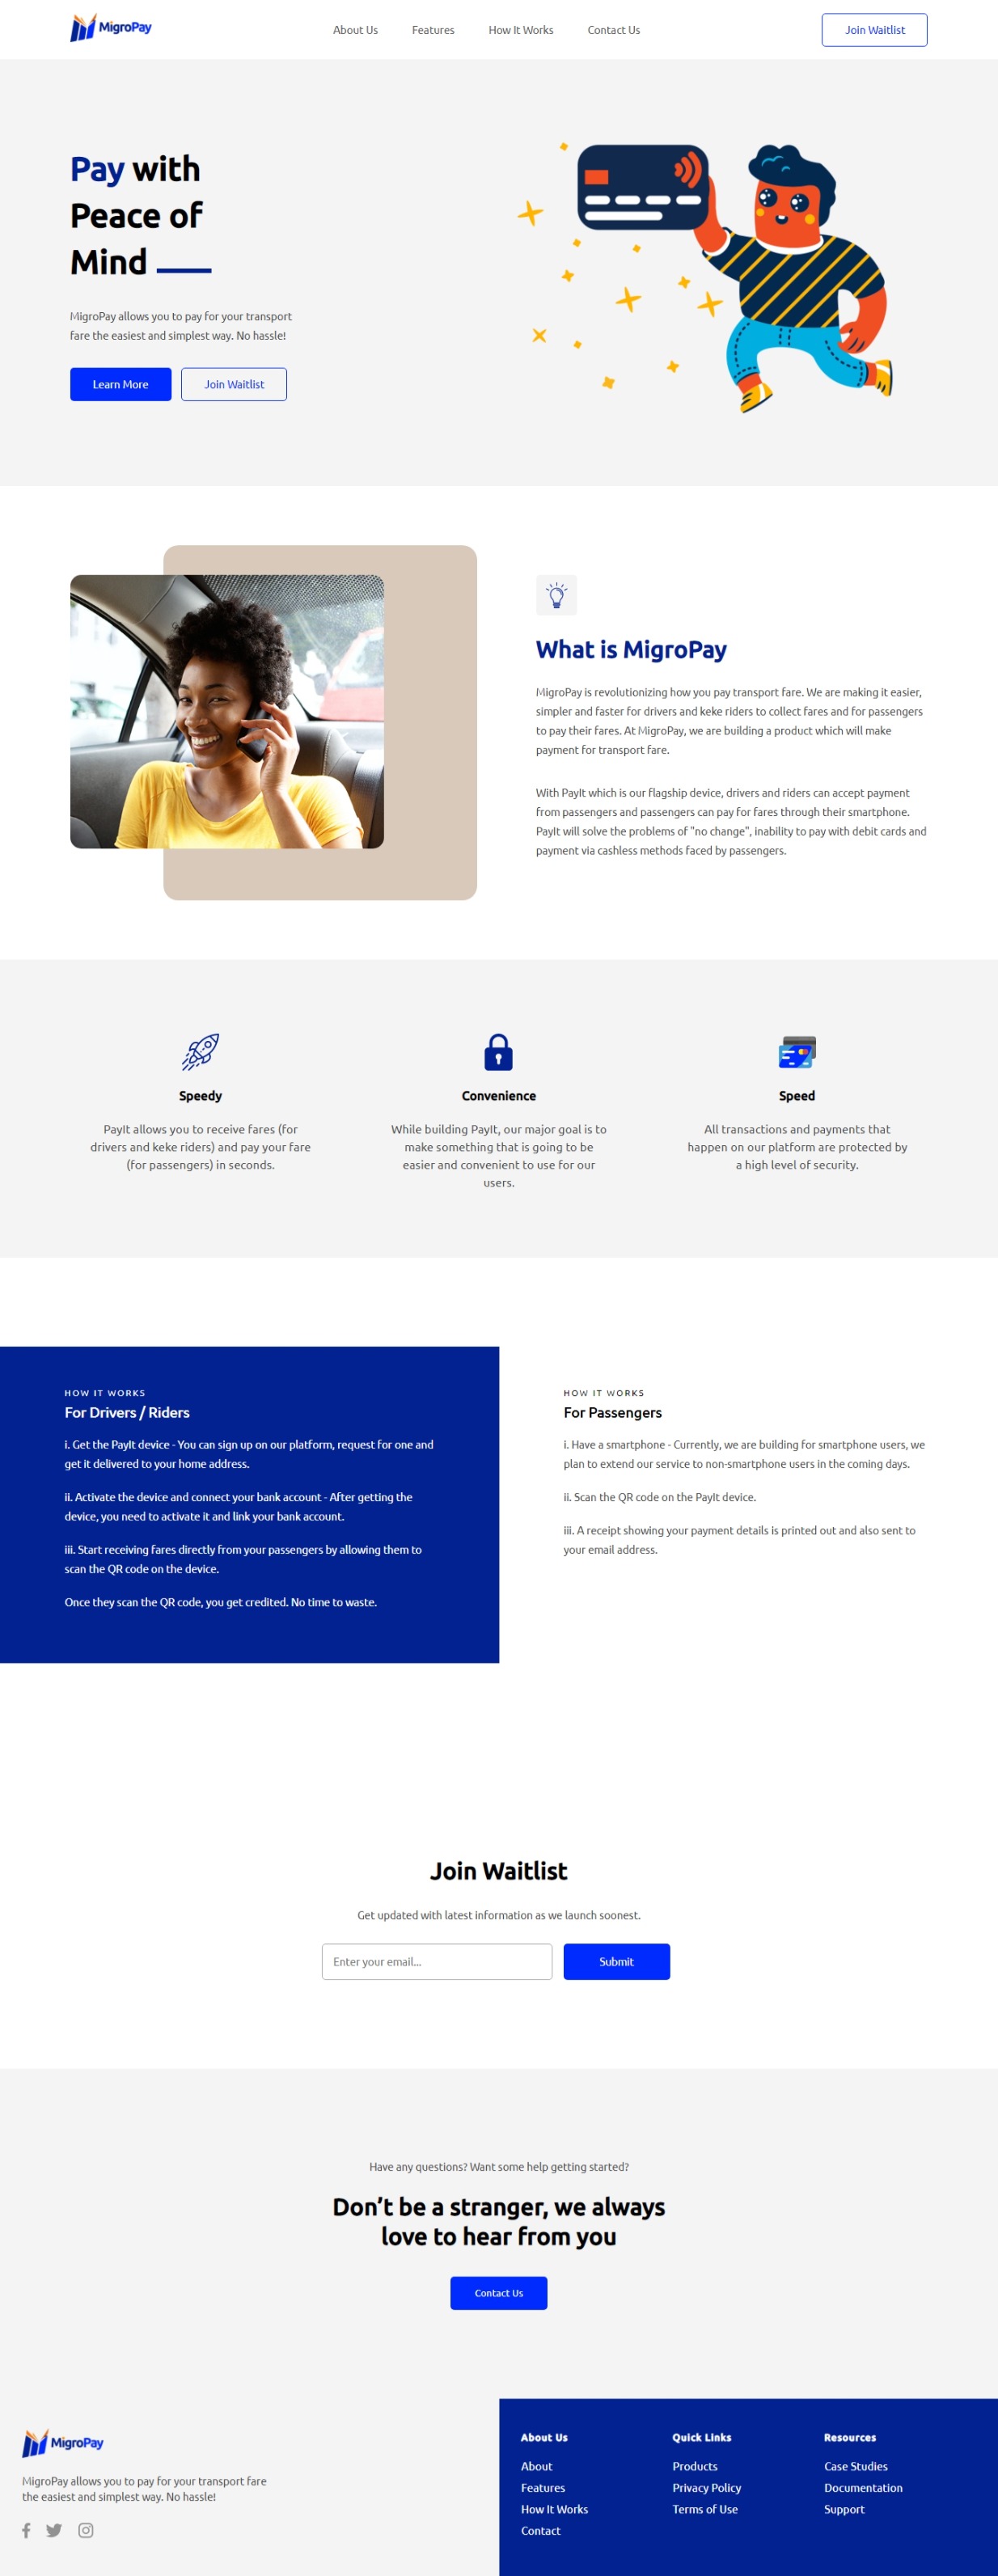 MigroPay
About Us
Features
How It Works
Contact Us
Join Waitlist
Pay with
Peace of
Mind
MigroPay allows you to pay for your transport
fare the easiest and simplest way. No hassle!
Learn More
Join Waitlist
What is MigroPay
MigroPay is revolutionizing how you pay transport fare. We are making it easier,
simpler and faster for drivers and keke riders to collect fares and for passengers
to pay their fares. At MigroPay, we are building a product which will make
payment for transport fare.
With PayIt which is our flagship device, drivers and riders can accept payment
from passengers and passengers can pay for fares through their smartphone.
PayIt will solve the problems of "no change", inability to pay with debit cards and
payment via cashless methods faced by passengers.
Speedy
PayIt allows you to receive fares (for
drivers and keke riders) and pay your fare
(for passengers) in seconds.
Convenience
While building PayIt, our major goal is to
make something that is going to be
easier and convenient to use for our
users.
Speed
All transactions and payments that
happen on our platform are protected by
a high level of security.
HOW IT WORKS
For Drivers / Riders
i. Get the PayIt device - You can sign up on our platform, request for one and
get it delivered to your home address.
ii. Activate the device and connect your bank account - After getting the
device, you need to activate it and link your bank account.
iii. Start receiving fares directly from your passengers by allowing them to
scan the QR code on the device.
Once they scan the QR code, you get credited. No time to waste.
HOW IT WORKS
For Passengers
i. Have a smartphone - Currently, we are building for smartphone users, we
plan to extend our service to non-smartphone users in the coming days.
ii. Scan the QR code on the PayIt device.
iii. A receipt showing your payment details is printed out and also sent to
your email address.
Join Waitlist
Get updated with latest information as we launch soonest.
Enter your email...
Submit
Have any questions? Want some help getting started?
Don’t be a stranger, we always
love to hear from you
Contact Us
MigroPay
MigroPay allows you to pay for your transport fare
the easiest and simplest way. No hassle!
About Us
About
Features
How It Works
Contact
Quick Links
Products
Privacy Policy
Terms of Use
Resources
Case Studies
Documentation
Support